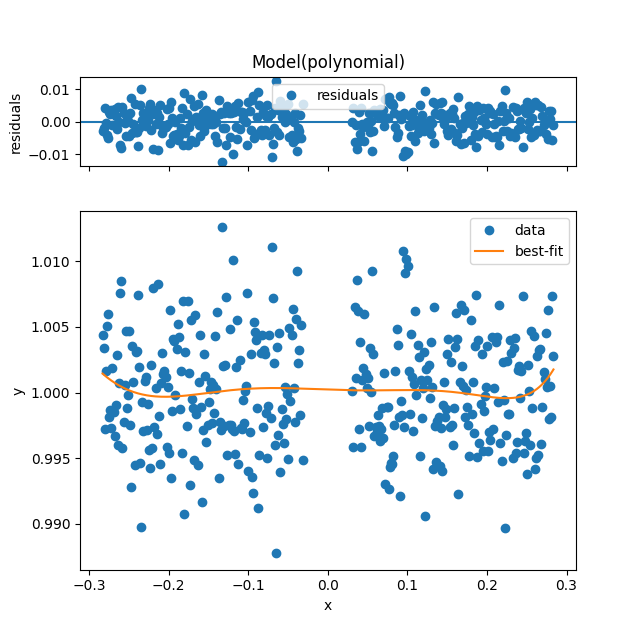 Model(polynomial)
residuals
0.01
0.00
−0.01
residuals
data
best-fit
y
1.010
1.005
1.000
0.995
0.990
−0.3 −0.2 −0.1 0.0 0.1 0.2 0.3
x